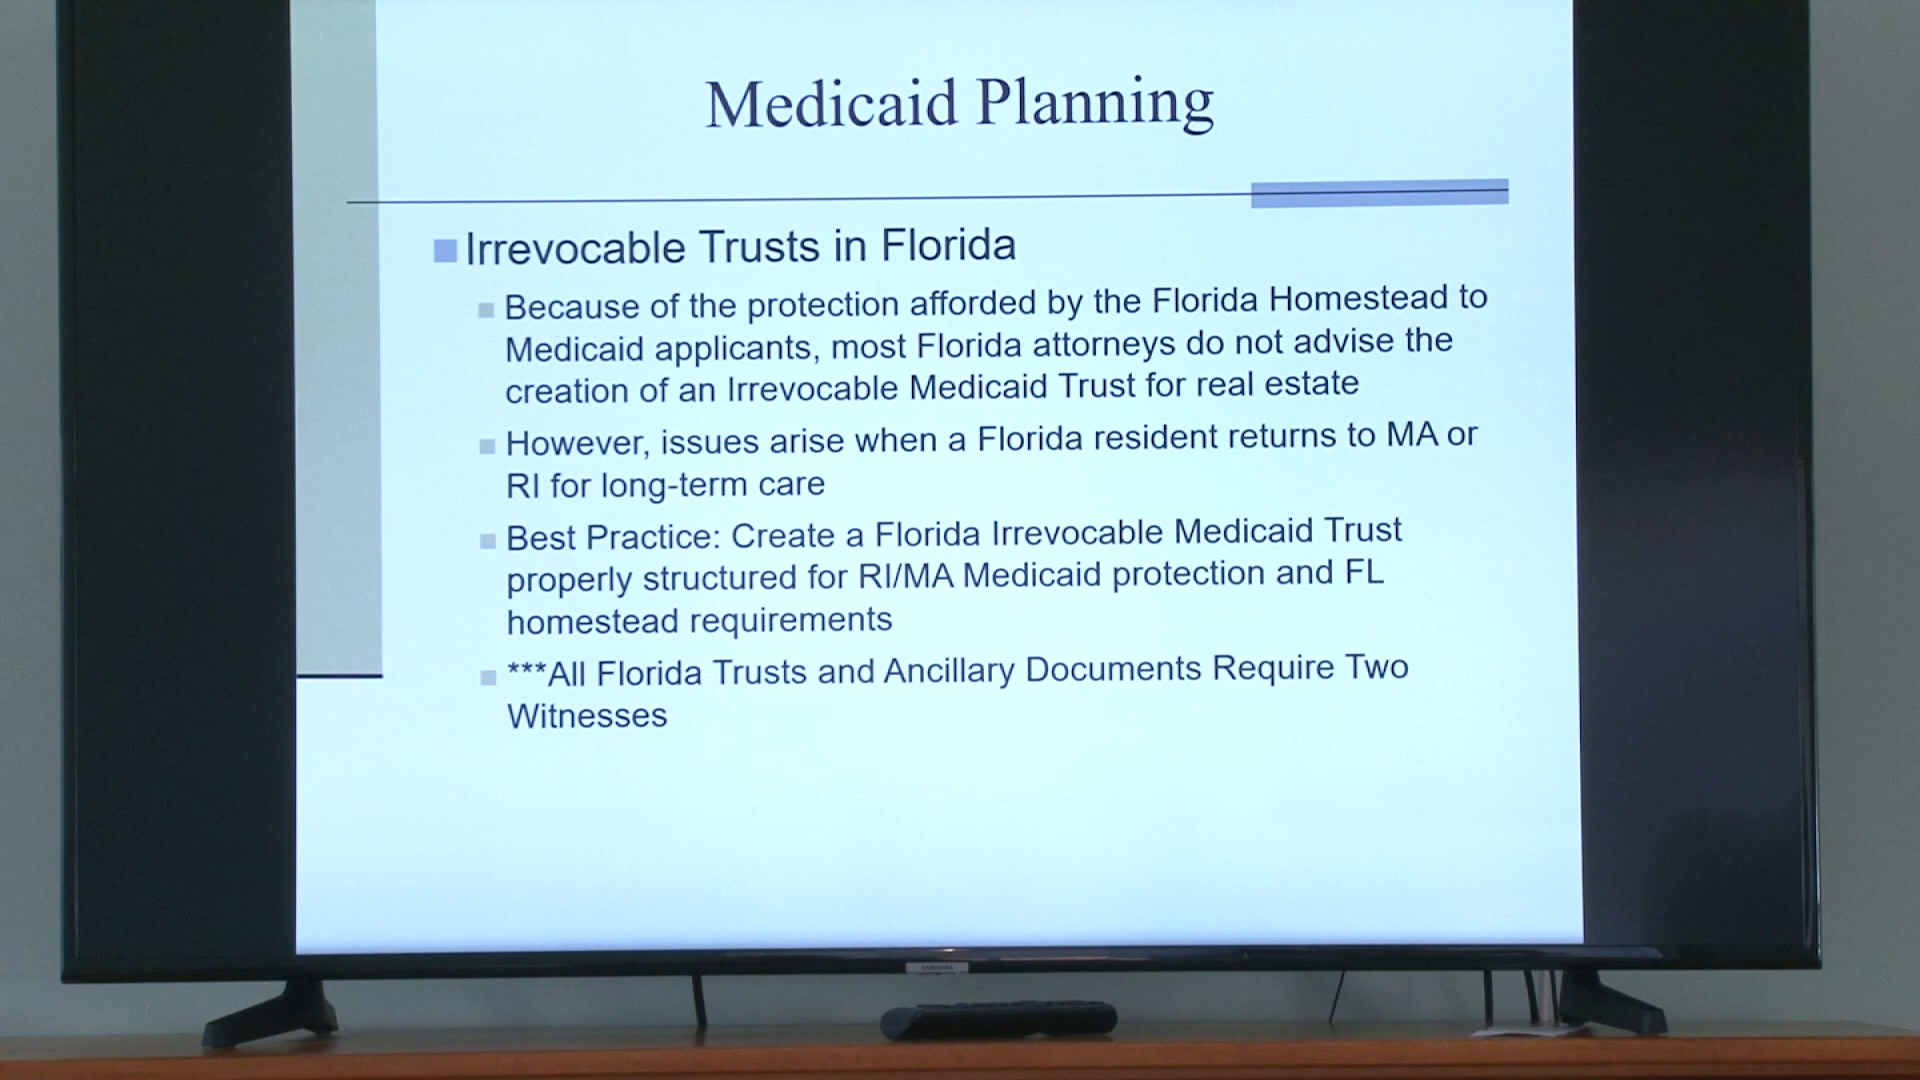 Medicaid Planning
Irrevocable Trusts in Florida
Because of the protection afforded by the Florida Homestead to
Medicaid applicants, most Florida attorneys do not advise the
creation of an Irrevocable Medicaid Trust for real estate
However, issues arise when a Florida resident returns to MA or
RI for long-term care
Best Practice: Create a Florida Irrevocable Medicaid Trust
properly structured for RI/MA Medicaid protection and FL
homestead requirements
***All Florida Trusts and Ancillary Documents Require Two
Witnesses
SAMSUNG